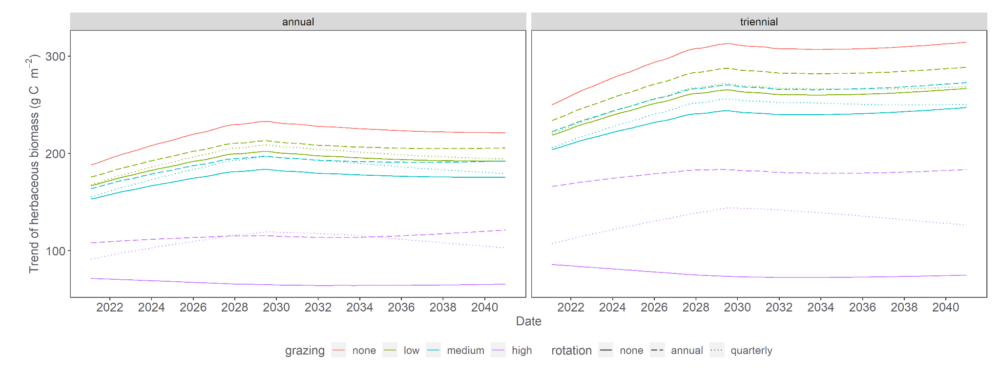 annual
triennial
Trend of herbaceous biomass (g C m−2)
300
200
100
2022 2024 2026 2028 2030 2032 2034 2036 2038 2040
2022 2024 2026 2028 2030 2032 2034 2036 2038 2040
Date
grazing none low medium high rotation none annual quarterly